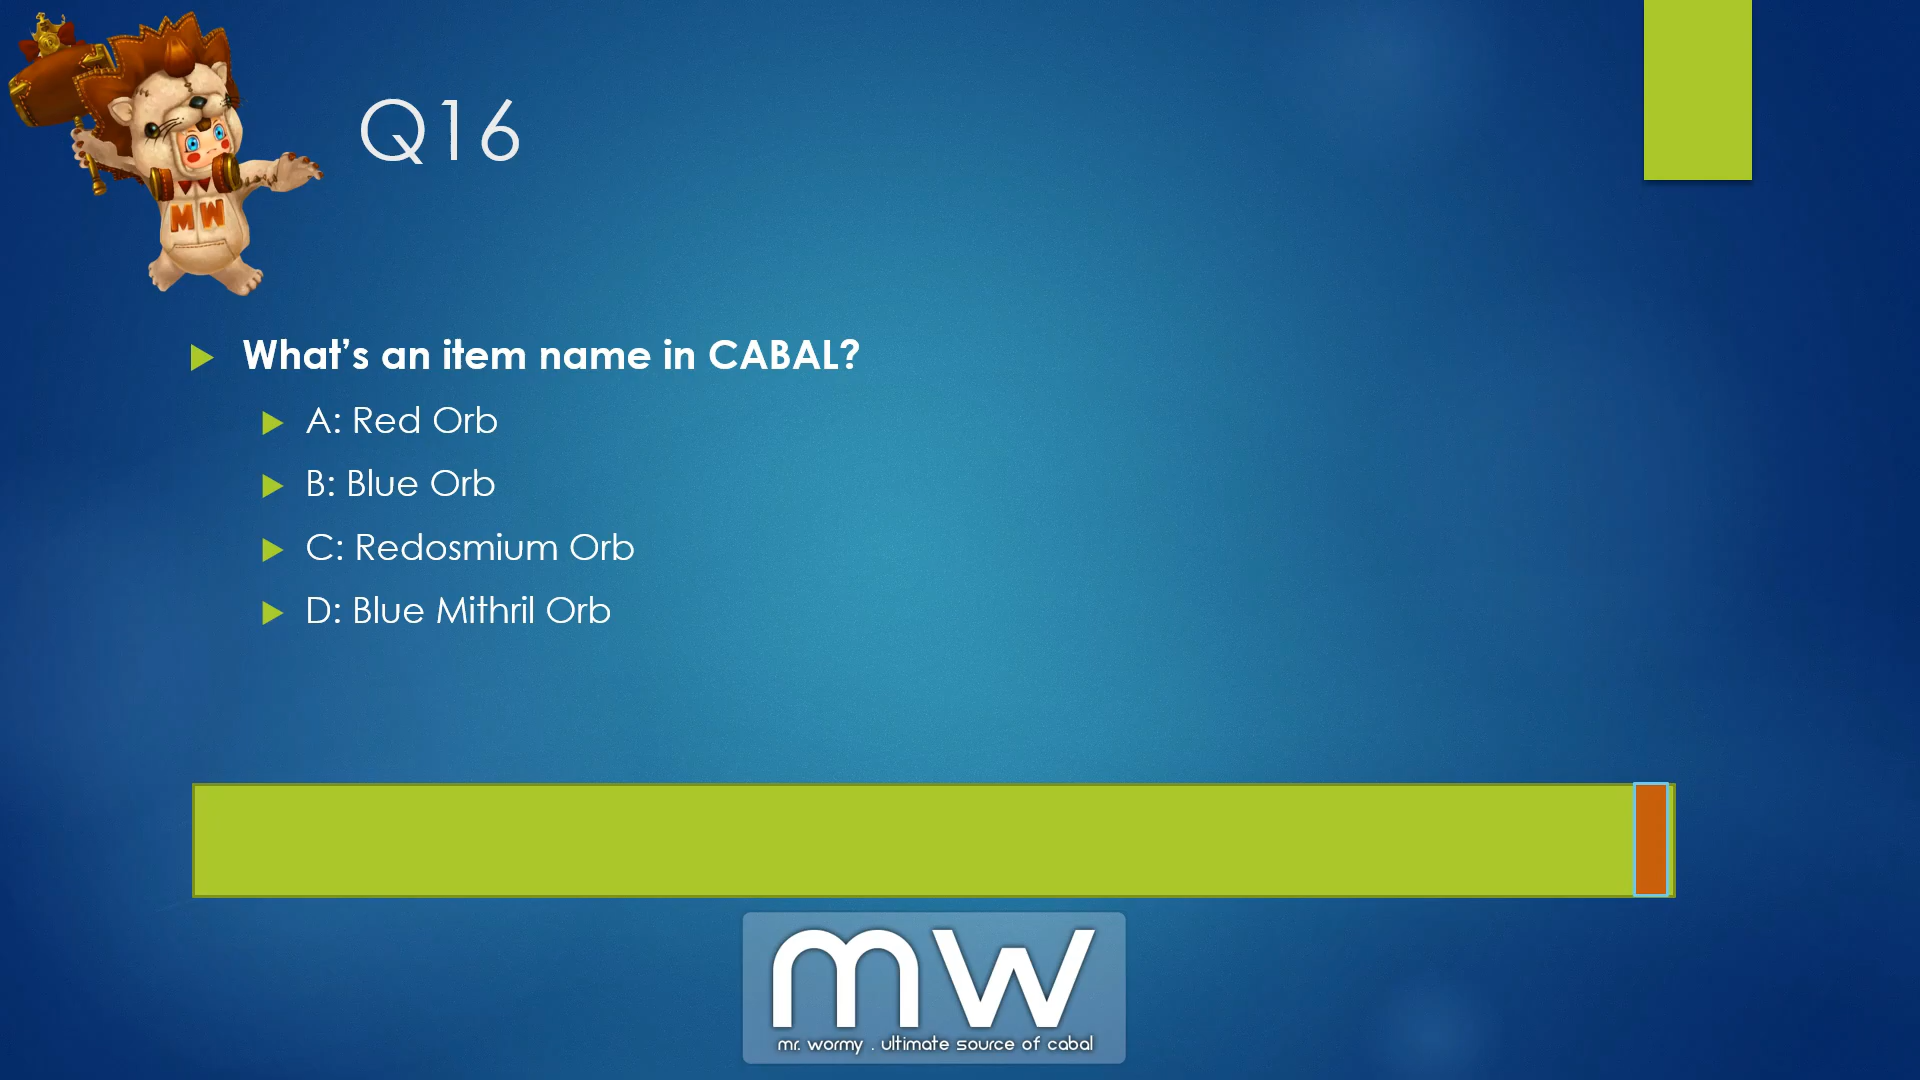 MW
Q16
What's an item name in CABAL?
A: Red Orb
B: Blue Orb
C: Redosmium Orb
D: Blue Mithril Orb
mw
mr. wormy . ultimate source of cabal